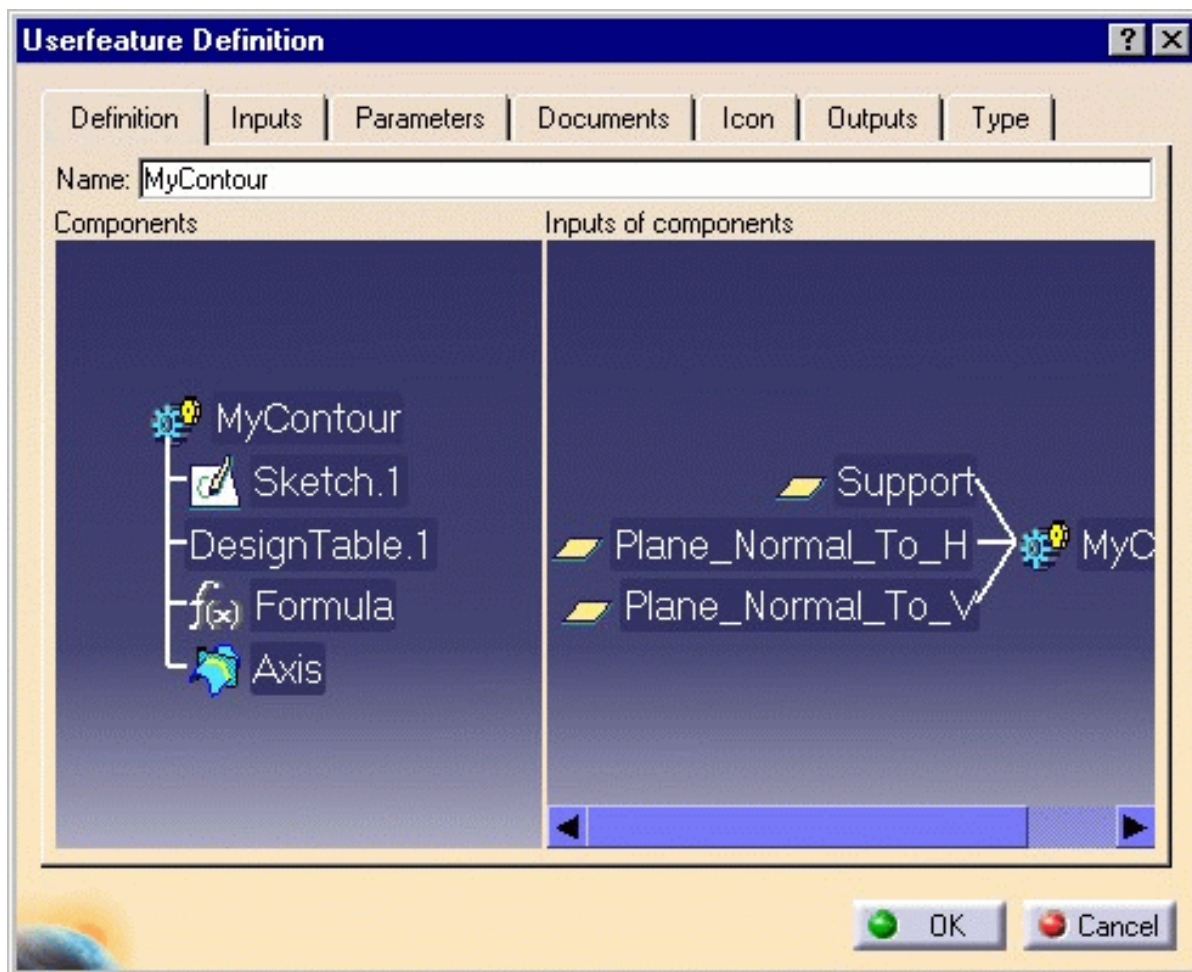 Userfeature Definition
Definition Inputs Parameters Documents Icon Outputs Type
Name: MyContour
Components
Inputs of components
MyContour
Sketch.1
DesignTable.1
f(x) Formula
Axis
Support
Plane_Normal_To_H
MyC
Plane_Normal_To_V
OK
Cancel